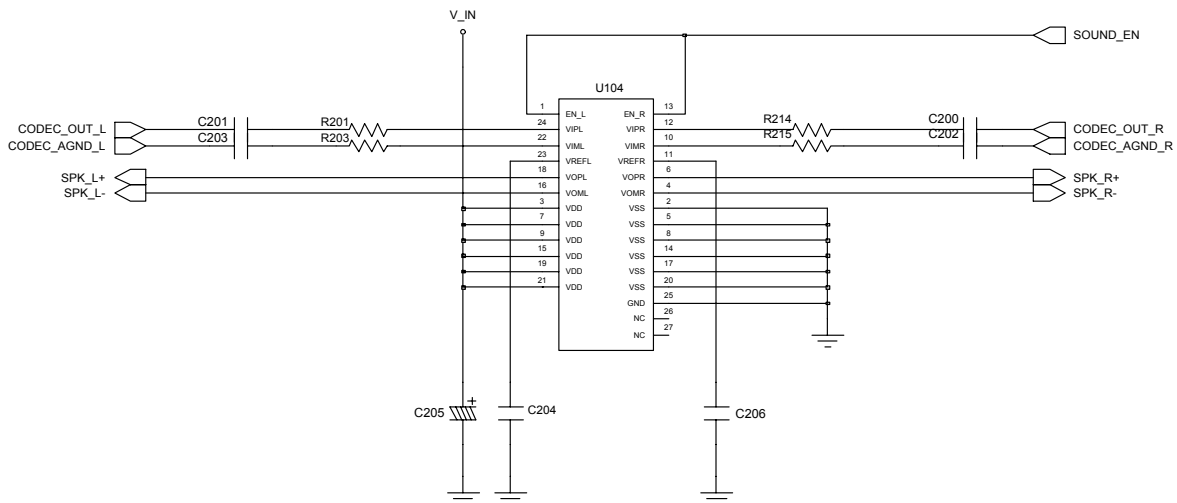 V_IN
SOUND_EN
U104
1 EN_L EN_R 13
CODEC_OUT_L C201 R201 24 VIPL VIPR 12 R214 C200 CODEC_OUT_R
CODEC_AGND_L C203 R203 22 VIML VIMR 10 R215 C202 CODEC_AGND_R
23 VREFL VREFR 11
SPK_L+ 18 VOPL VOPR 6 SPK_R+
SPK_L- 16 VOML VOMR 4 SPK_R-
3 VDD VSS 2
7 VDD VSS 5
9 VDD VSS 8
15 VDD VSS 14
19 VDD VSS 17
21 VDD VSS 20
GND 25
NC 26
NC 27
C205 + C204 C206